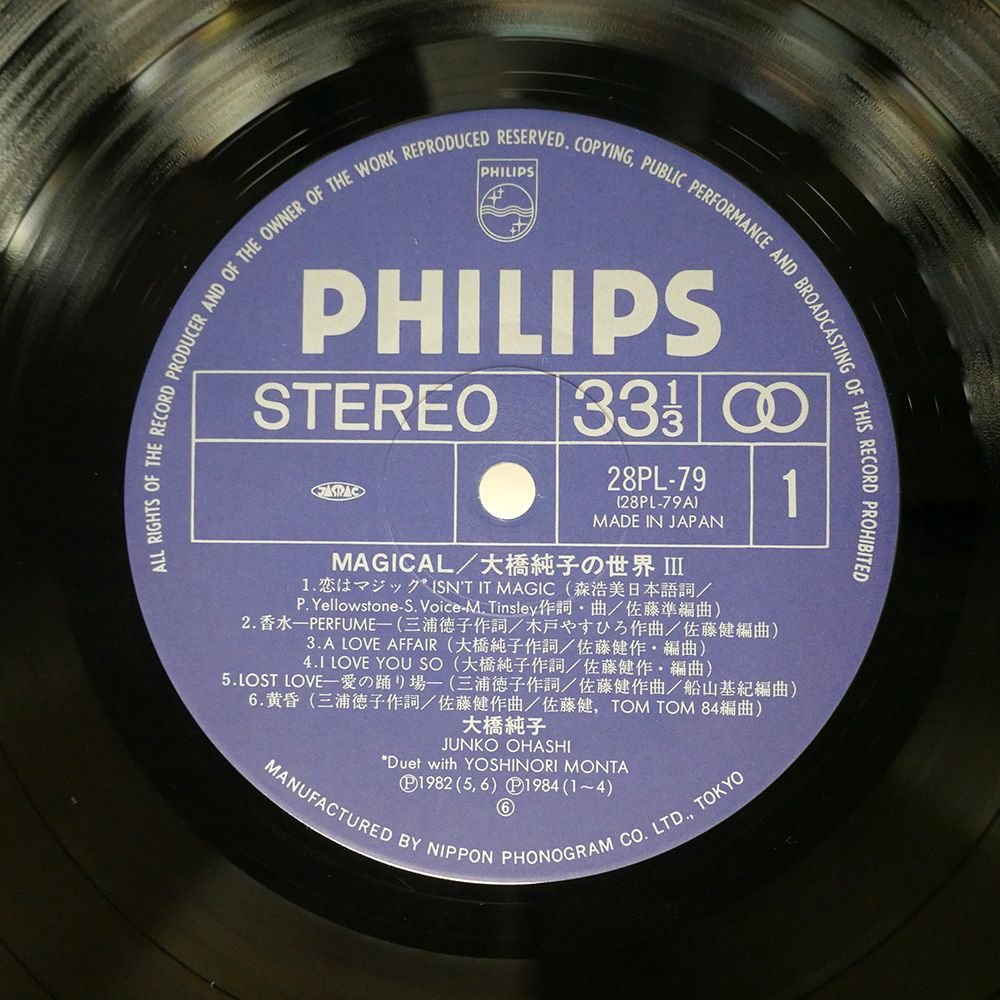 ALL RIGHTS OF THE RECORD PRODUCER AND OF THE OWNER OF THE WORK REPRODUCED RESERVED. COPYING, PUBLIC PERFORMANCE AND BROADCASTING OF THIS RECORD PROHIBITED
PHILIPS
PHILIPS
STEREO 33 1/3
JASRAC 28PL-79 1
(28PL-79A)
MADE IN JAPAN
MAGICAL/大橋純子の世界 III
1.恋はマジック* ISN'T IT MAGIC(森浩美日本語詞/
P.Yellowstone-S.Voice-M.Tinsley作詞・曲/佐藤準編曲)
2.香水—PERFUME—(三浦徳子作詞/木戸やすひろ作曲/佐藤健編曲)
3.A LOVE AFFAIR(大橋純子作詞/佐藤健作・編曲)
4.I LOVE YOU SO(大橋純子作詞/佐藤健作・編曲)
5.LOST LOVE—愛の踊り場—(三浦徳子作詞/佐藤健作曲/船山基紀編曲)
6.黄昏(三浦徳子作詞/佐藤健作曲/佐藤健, TOM TOM 84編曲)
大橋純子
JUNKO OHASHI
*Duet with YOSHINORI MONTA
Ⓟ1982(5,6) Ⓟ1984(1~4)
⑥
MANUFACTURED BY NIPPON PHONOGRAM CO. LTD., TOKYO